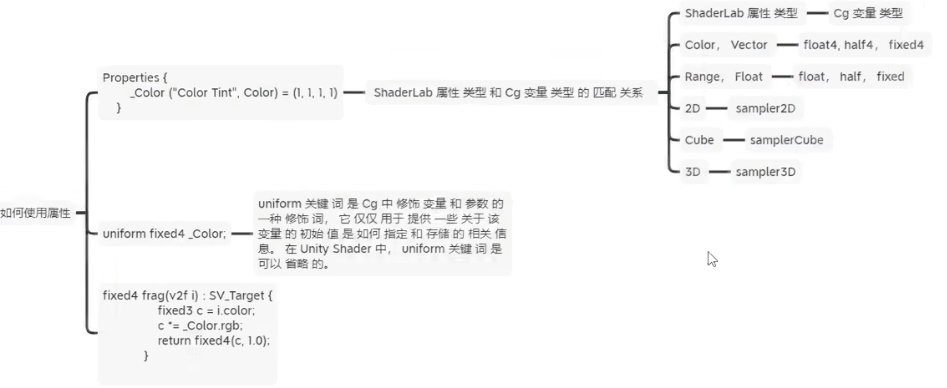 如何使用属性
Properties {
_Color ("Color Tint", Color) = (1, 1, 1, 1)
}
ShaderLab 属性 类型 和 Cg 变量 类型 的 匹配 关系
ShaderLab 属性 类型
Cg 变量 类型
Color， Vector
float4, half4， fixed4
Range， Float
float， half， fixed
2D
sampler2D
Cube
samplerCube
3D
sampler3D
uniform fixed4 _Color;
uniform 关键 词 是 Cg 中 修饰 变量 和 参数 的
一种 修饰 词， 它 仅仅 用于 提供 一些 关于 该
变量 的 初始 值 是 如何 指定 和 存储 的 相关 信
息。 在 Unity Shader 中， uniform 关键 词 是
可以 省略 的。
fixed4 frag(v2f i) : SV_Target {
fixed3 c = i.color;
c *= _Color.rgb;
return fixed4(c, 1.0);
}